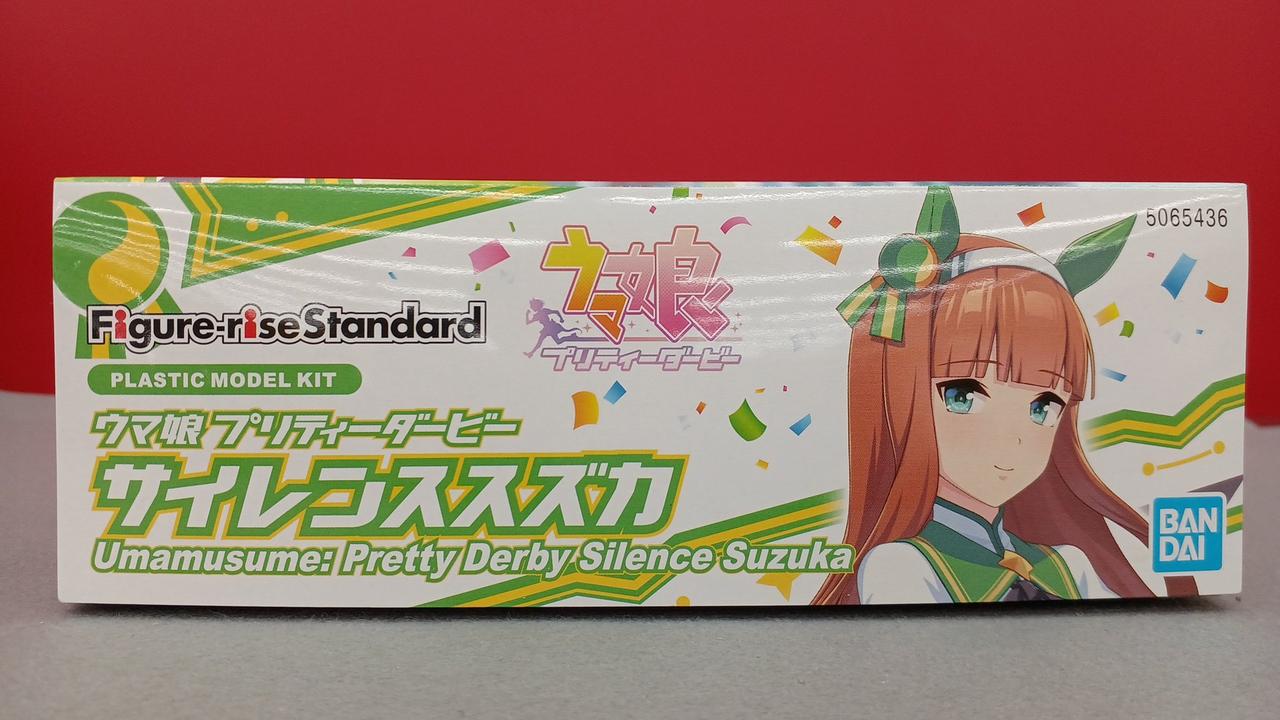 5065436
ウマ娘
プリティーダービー
Figure-riseStandard
PLASTIC MODEL KIT
ウマ娘 プリティーダービー
サイレンススズカ
Umamusume: Pretty Derby Silence Suzuka
BAN
DAI